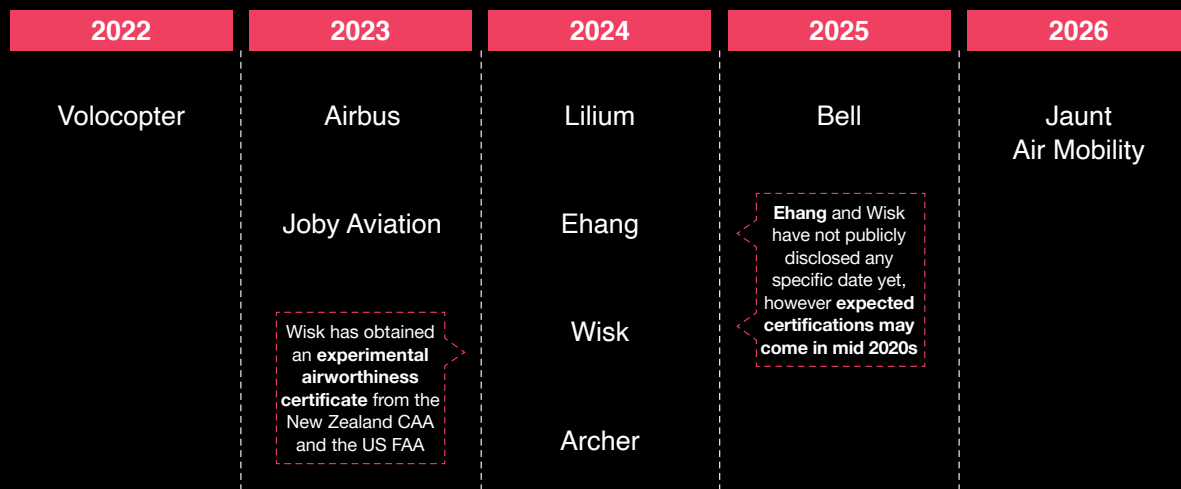 2022
2023
2024
2025
2026
Volocopter
Airbus
Lilium
Bell
Jaunt
Air Mobility
Joby Aviation
Ehang
Ehang and Wisk
have not publicly
disclosed any
specific date yet,
however expected
certifications may
come in mid 2020s
Wisk has obtained
an experimental
airworthiness
certificate from the
New Zealand CAA
and the US FAA
Wisk
Archer